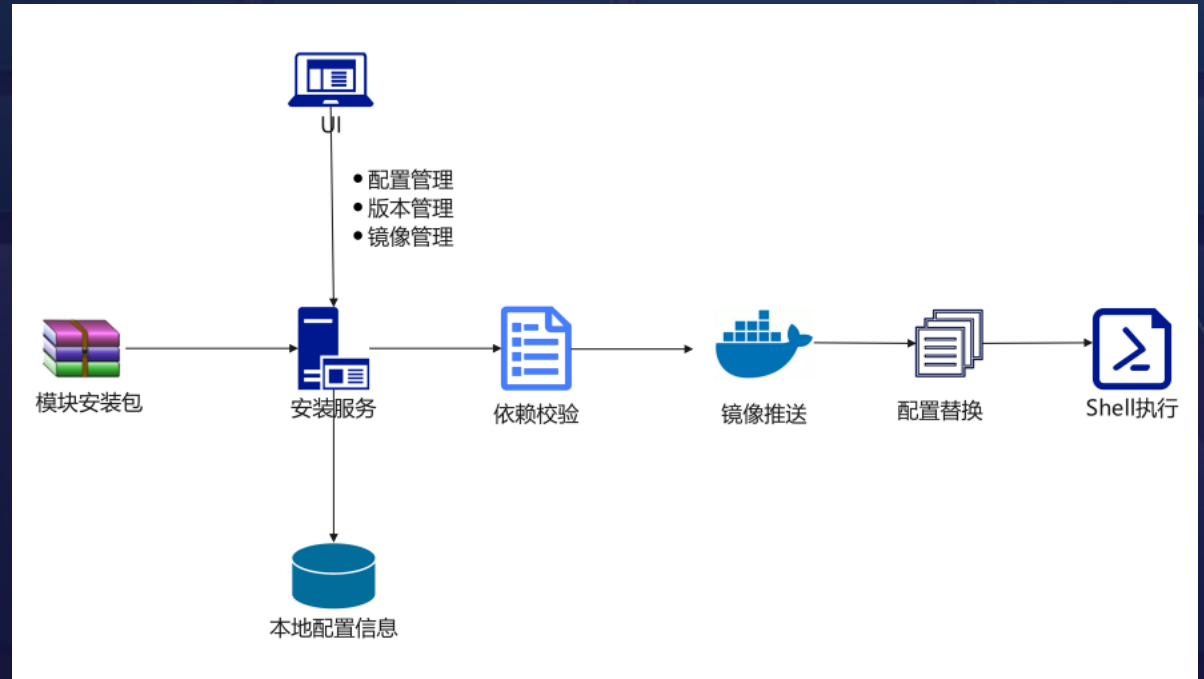 UI
• 配置管理
• 版本管理
• 镜像管理
模块安装包
安装服务
依赖校验
镜像推送
配置替换
Shell执行
本地配置信息